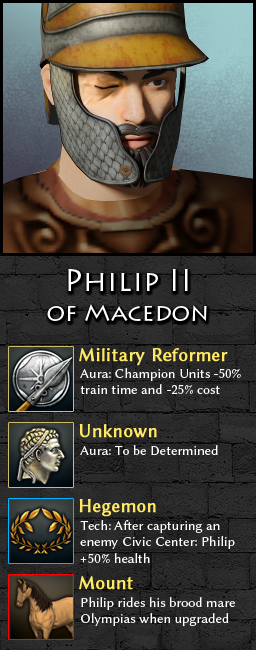 Philip II
of Macedon
Military Reformer
Aura: Champion Units -50%
train time and -25% cost
Unknown
Aura: To be Determined
Hegemon
Tech: After capturing an
enemy Civic Center: Philip
+50% health
Mount
Philip rides his brood mare
Olympias when upgraded